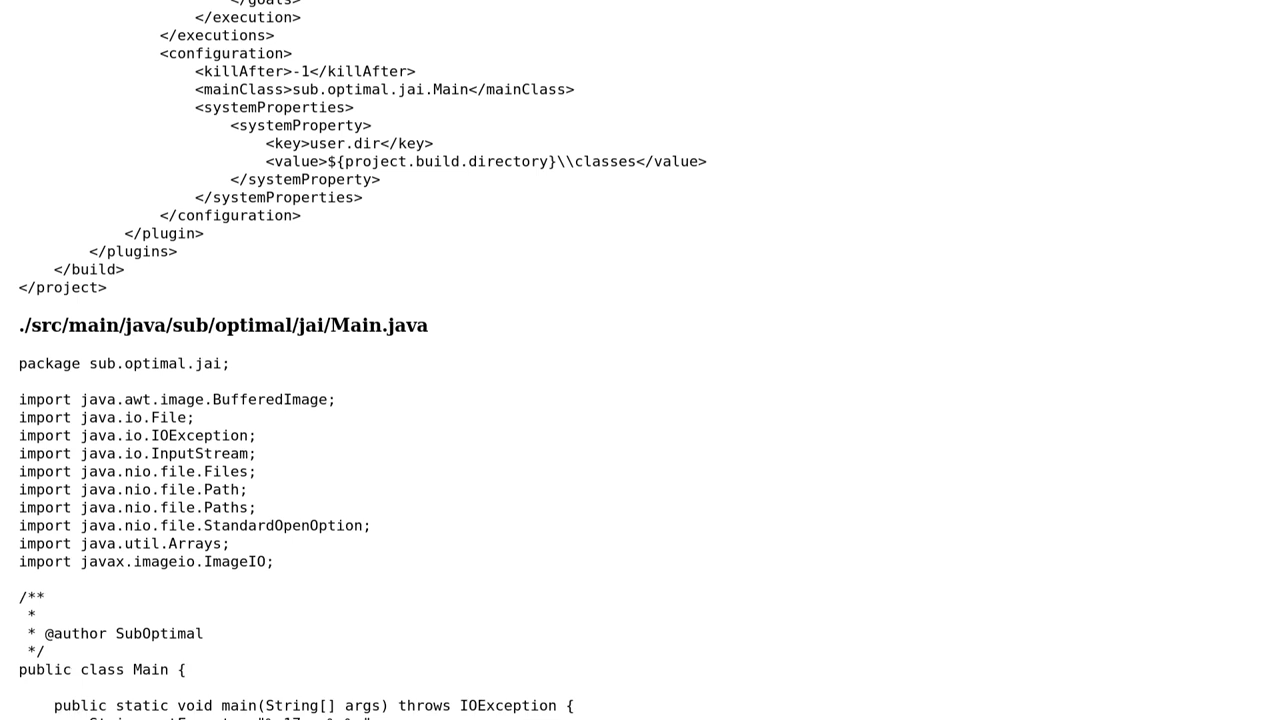 </goals>
</execution>
</executions>
<configuration>
<killAfter>-1</killAfter>
<mainClass>sub.optimal.jai.Main</mainClass>
<systemProperties>
<systemProperty>
<key>user.dir</key>
<value>${project.build.directory}\\classes</value>
</systemProperty>
</systemProperties>
</configuration>
</plugin>
</plugins>
</build>
</project>
./src/main/java/sub/optimal/jai/Main.java
package sub.optimal.jai;
import java.awt.image.BufferedImage;
import java.io.File;
import java.io.IOException;
import java.io.InputStream;
import java.nio.file.Files;
import java.nio.file.Path;
import java.nio.file.Paths;
import java.nio.file.StandardOpenOption;
import java.util.Arrays;
import javax.imageio.ImageIO;
/**
*
* @author SubOptimal
*/
public class Main {
public static void main(String[] args) throws IOException {